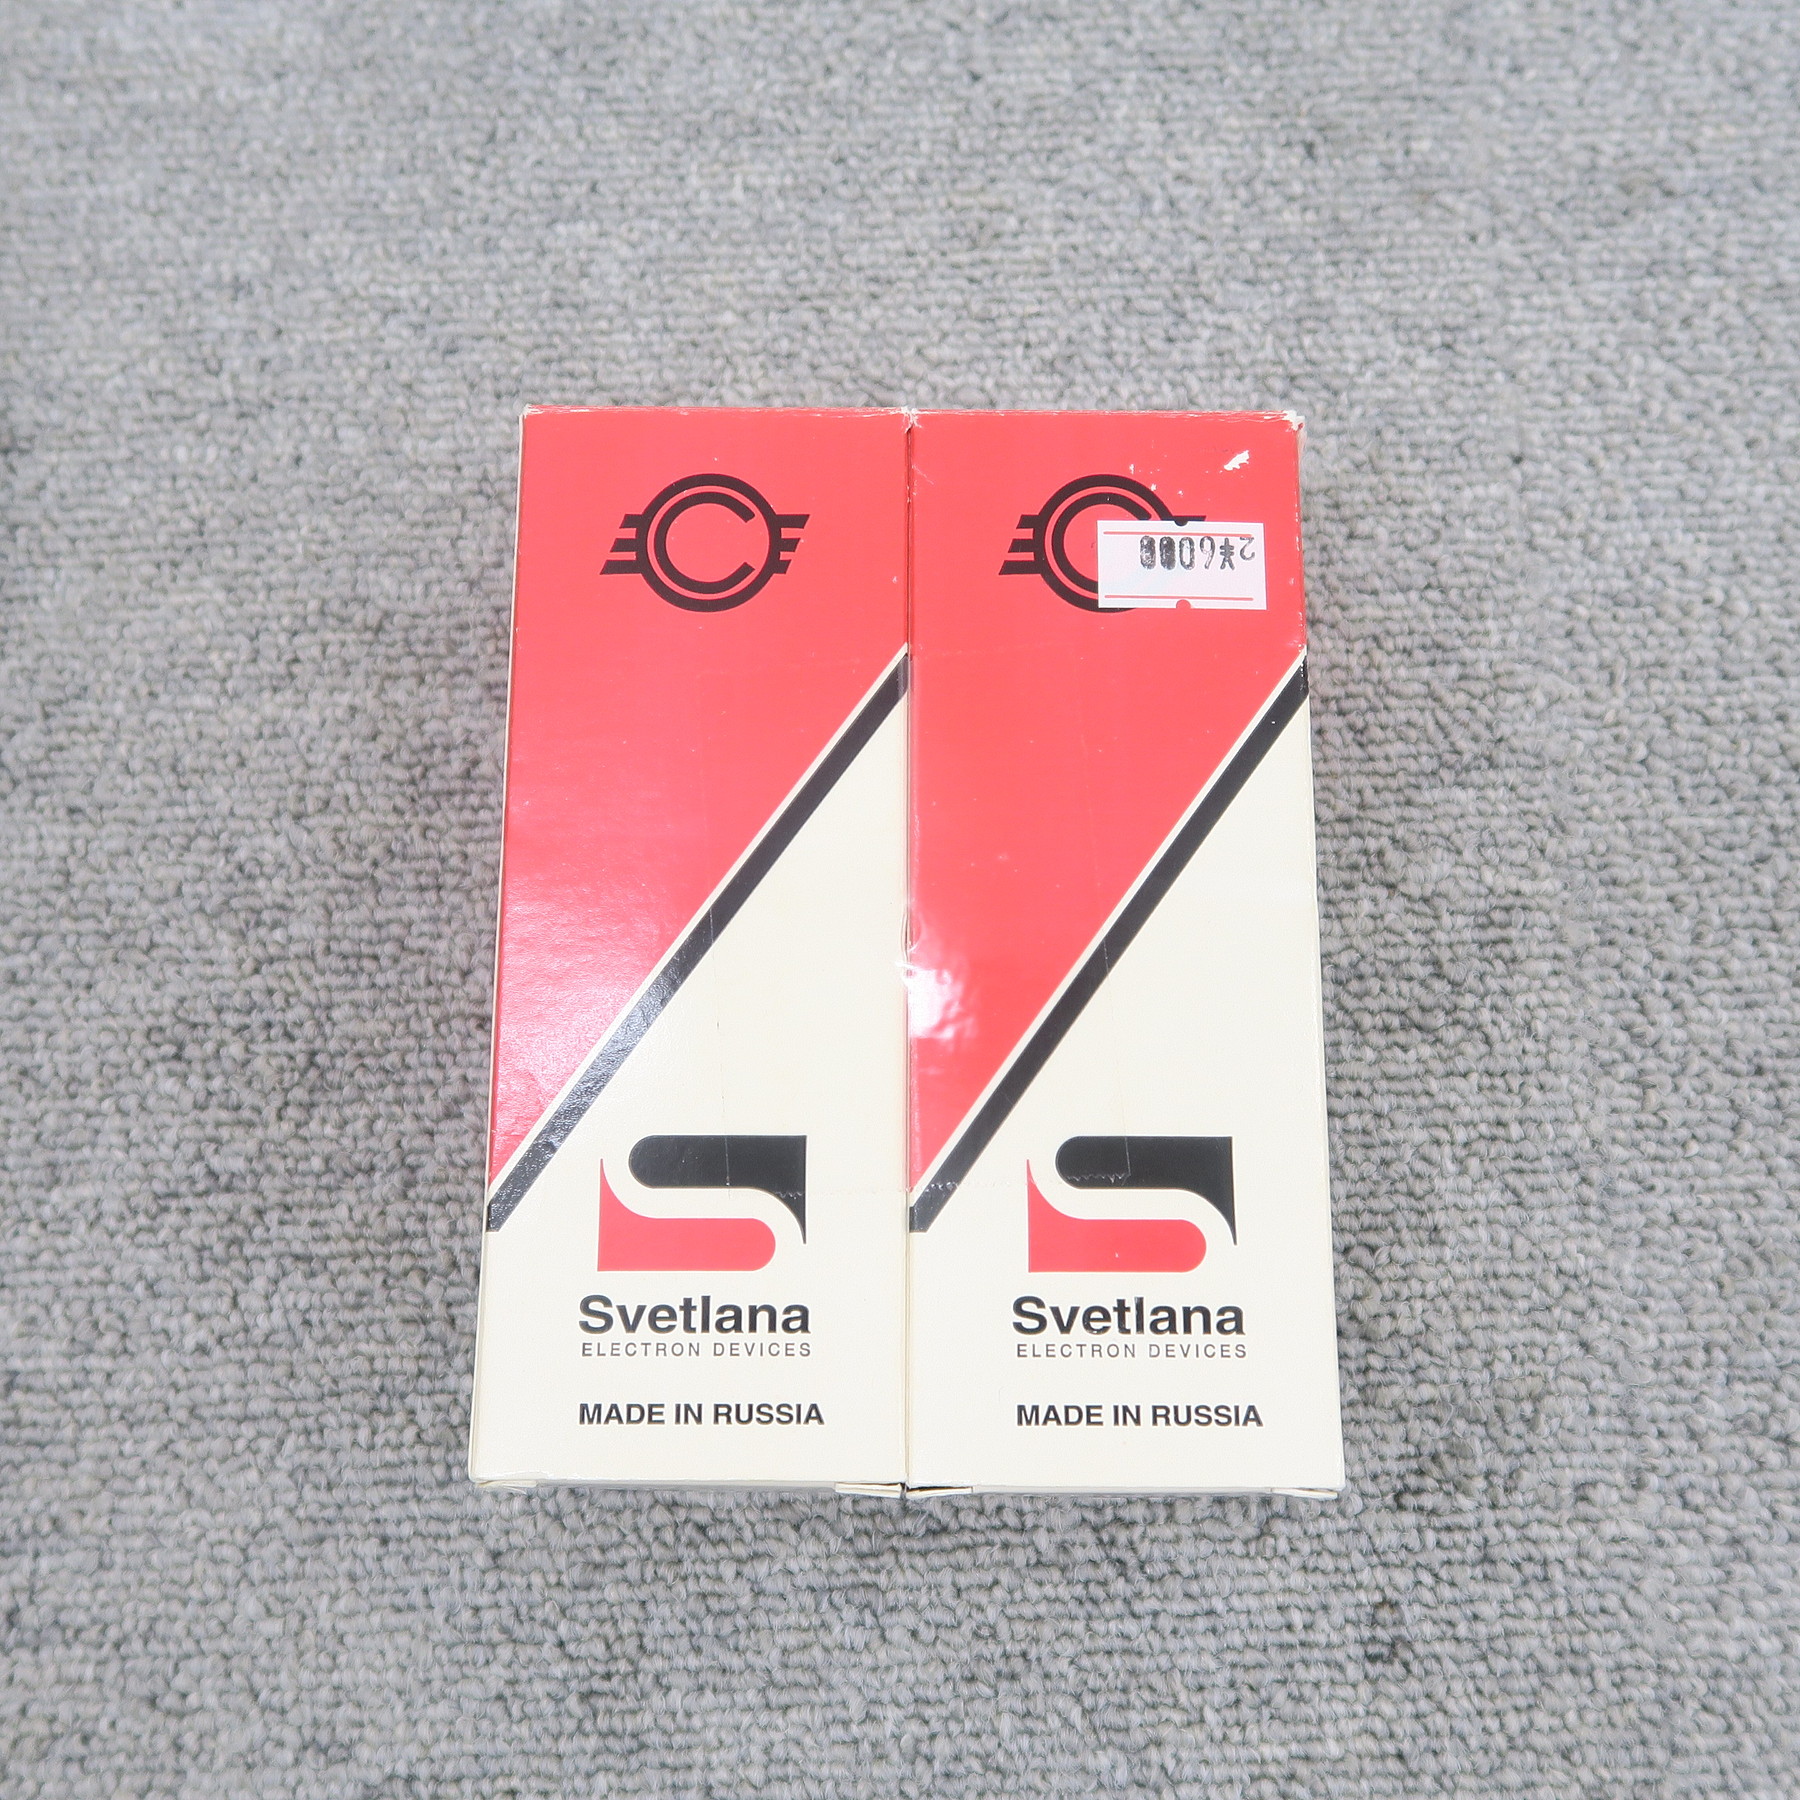 2¥6000
Svetlana
ELECTRON DEVICES
MADE IN RUSSIA
Svetlana
ELECTRON DEVICES
MADE IN RUSSIA